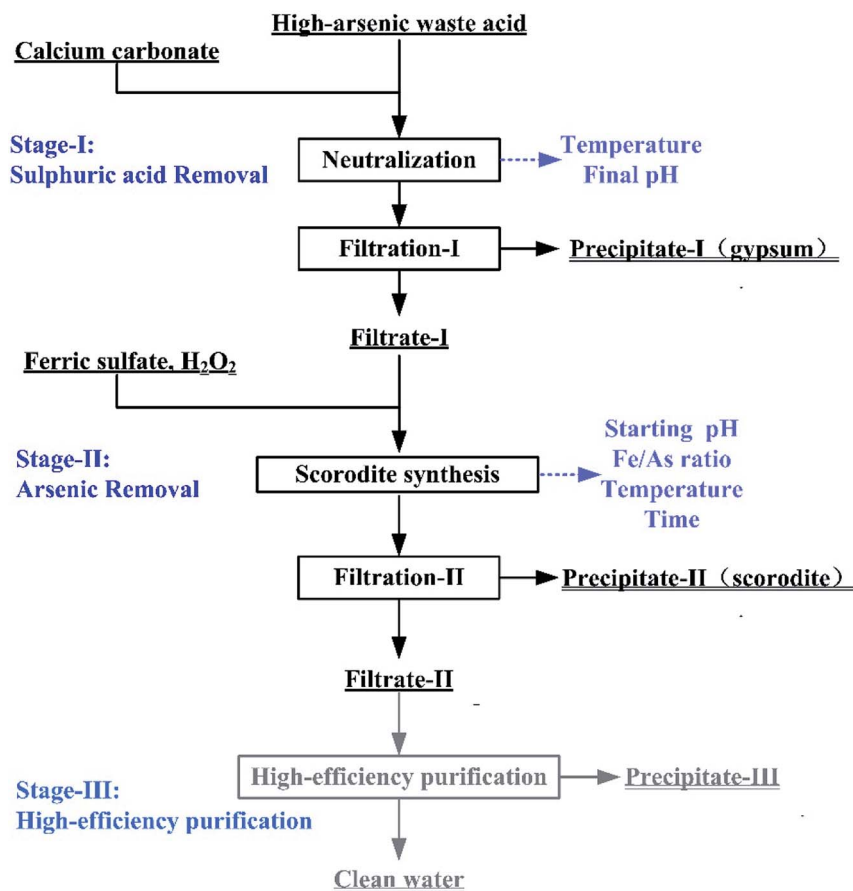 High-arsenic waste acid
Calcium carbonate
Stage-I:
Sulphuric acid Removal
Neutralization
Temperature
Final pH
Filtration-I
Precipitate-I（gypsum）
Filtrate-I
Ferric sulfate, H₂O₂
Stage-II:
Arsenic Removal
Scorodite synthesis
Starting pH
Fe/As ratio
Temperature
Time
Filtration-II
Precipitate-II（scorodite）
Filtrate-II
Stage-III:
High-efficiency purification
High-efficiency purification
Precipitate-III
Clean water